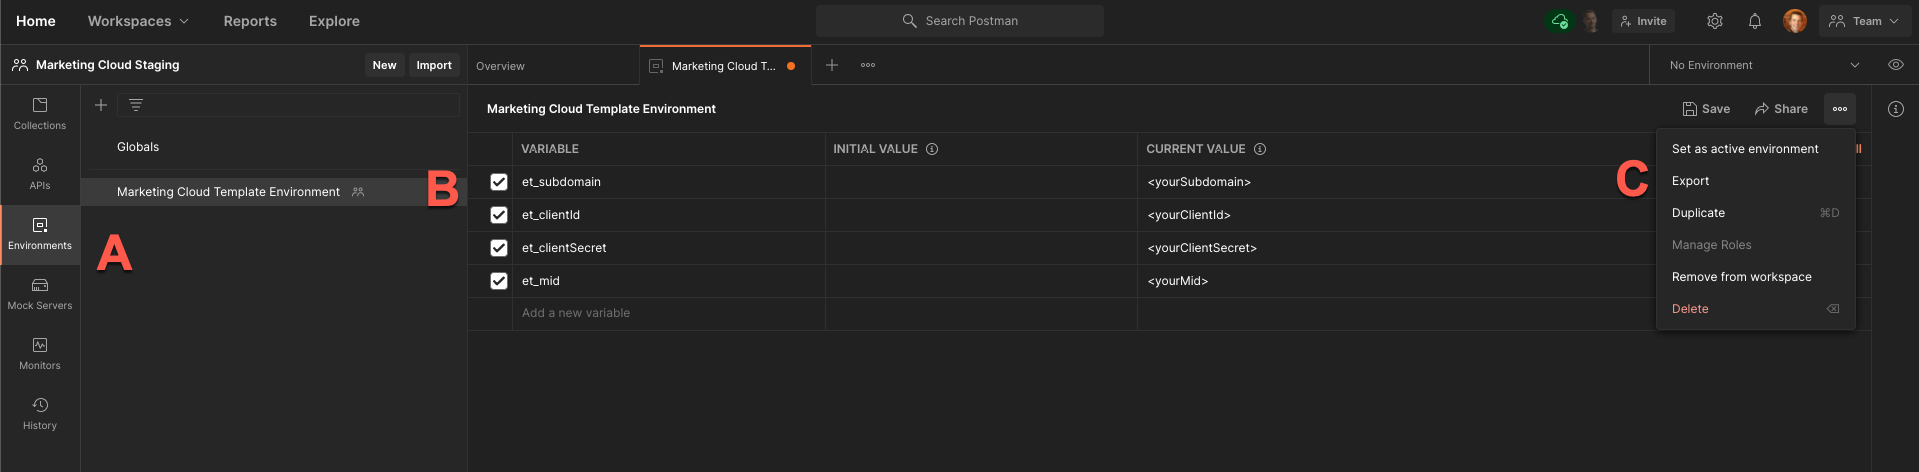 Home Workspaces Reports Explore Search Postman Invite Team
Marketing Cloud Staging New Import Overview Marketing Cloud T... No Environment
Collections
APIs
Environments
Mock Servers
Monitors
History
Globals
Marketing Cloud Template Environment
A
B
C
Marketing Cloud Template Environment Save Share
VARIABLE INITIAL VALUE CURRENT VALUE
et_subdomain <yourSubdomain>
et_clientId <yourClientId>
et_clientSecret <yourClientSecret>
et_mid <yourMid>
Add a new variable
Set as active environment
Export
Duplicate ⌘D
Manage Roles
Remove from workspace
Delete